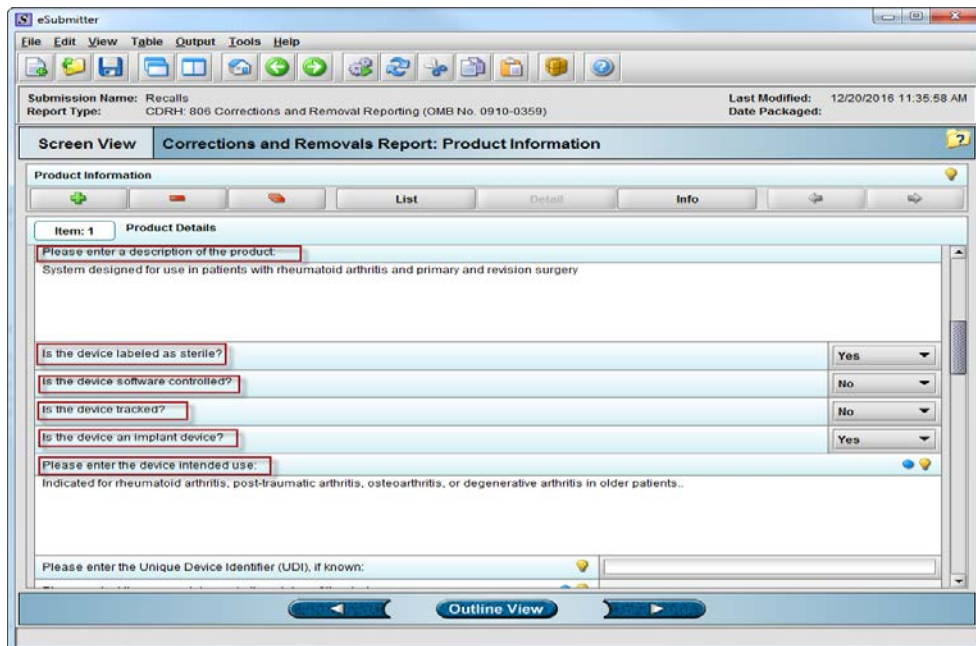 eSubmitter
File Edit View Table Output Tools Help
Submission Name: Recalls
Last Modified: 12/20/2016 11:35:58 AM
Report Type: CDRH: 806 Corrections and Removal Reporting (OMB No. 0910-0359)
Date Packaged:
Screen View Corrections and Removals Report: Product Information
Product Information
List Detail Info
Item: 1 Product Details
Please enter a description of the product:
System designed for use in patients with rheumatoid arthritis and primary and revision surgery
Is the device labeled as sterile? Yes
Is the device software controlled? No
Is the device tracked? No
Is the device an implant device? Yes
Please enter the device intended use:
Indicated for rheumatoid arthritis, post-traumatic arthritis, osteoarthritis, or degenerative arthritis in older patients..
Please enter the Unique Device Identifier (UDI), if known:
Outline View